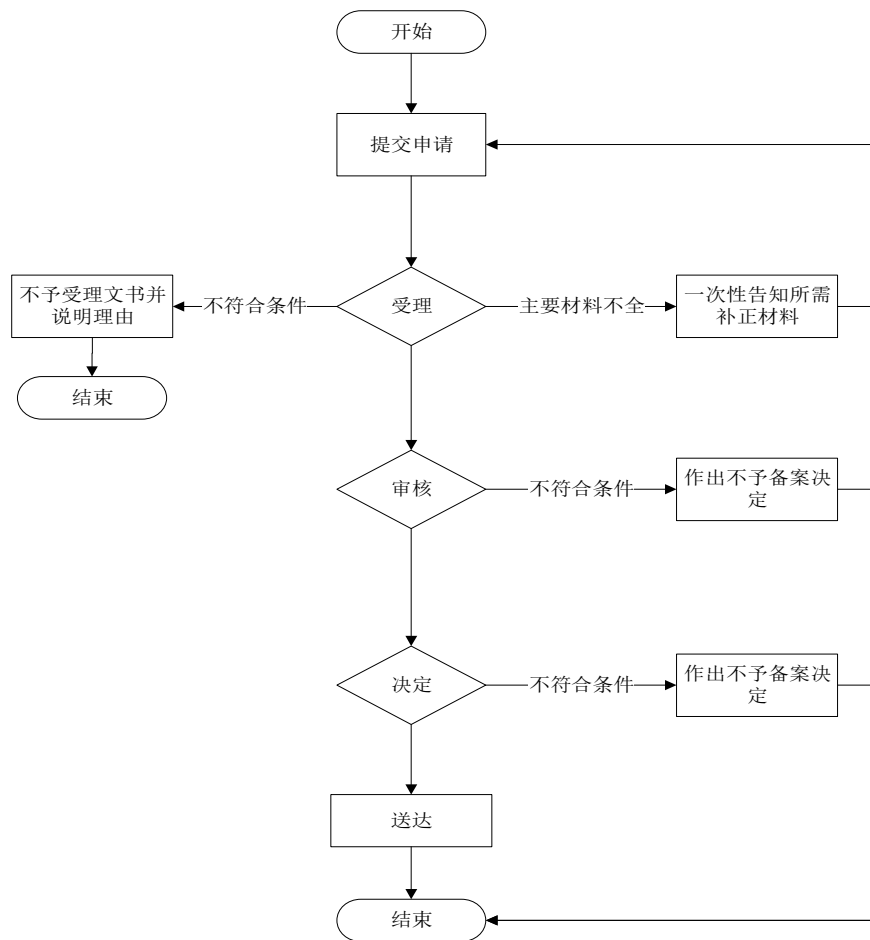 开始
提交申请
不予受理文书并
说明理由
不符合条件
受理
主要材料不全
一次性告知所需
补正材料
结束
审核
不符合条件
作出不予备案决
定
决定
不符合条件
作出不予备案决
定
送达
结束